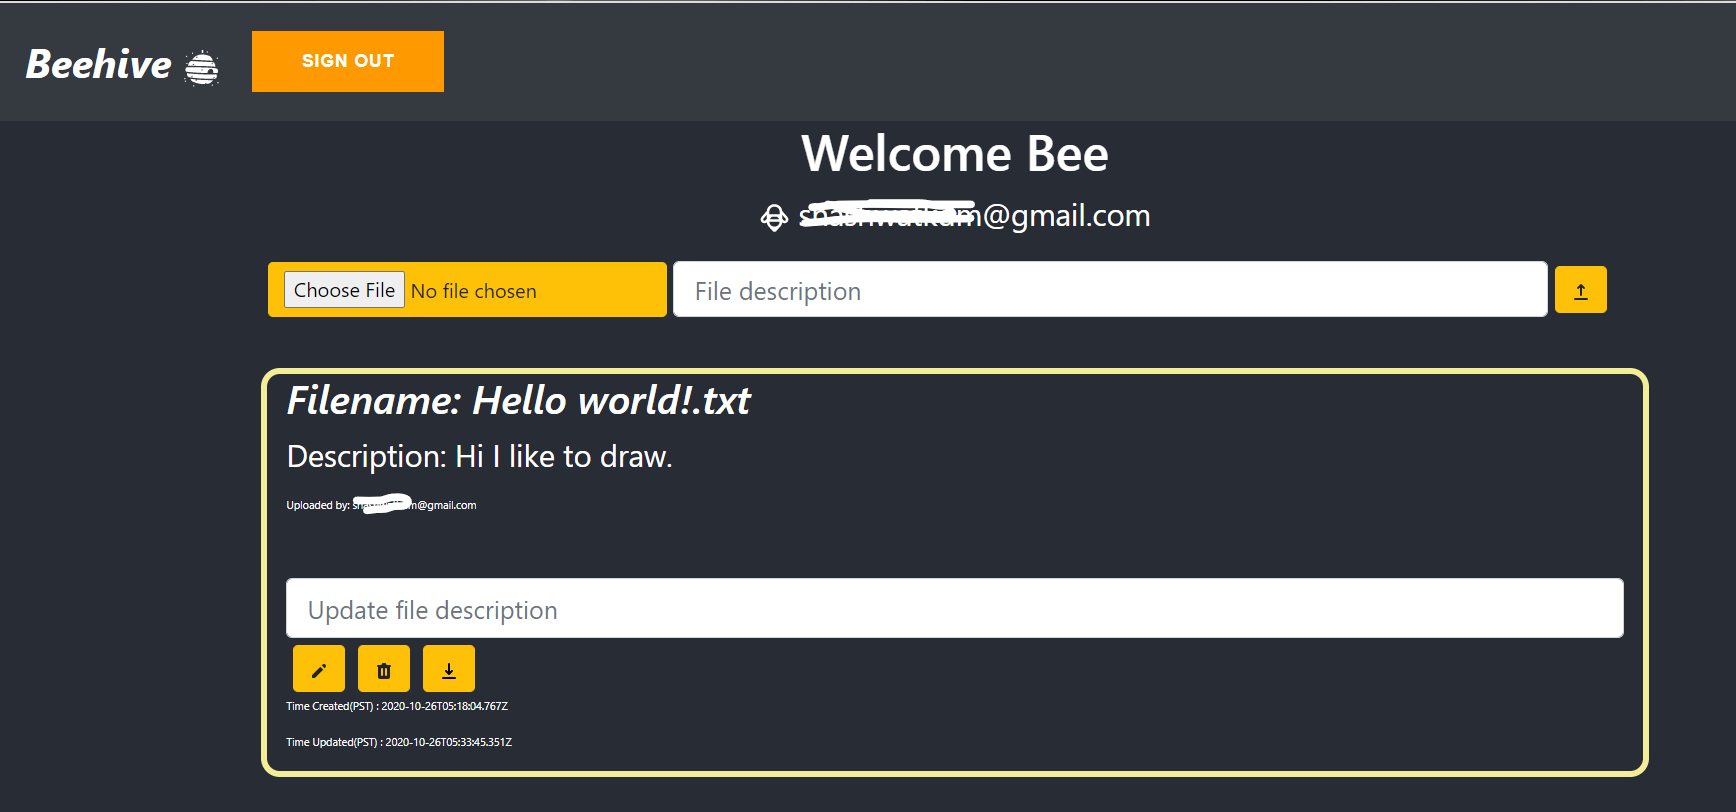 Beehive
SIGN OUT
Welcome Bee
@gmail.com
Choose File No file chosen
File description
Filename: Hello world!.txt
Description: Hi I like to draw.
Uploaded by: @gmail.com
Update file description
Time Created(PST) : 2020-10-26T05:18:04.767Z
Time Updated(PST) : 2020-10-26T05:33:45.351Z